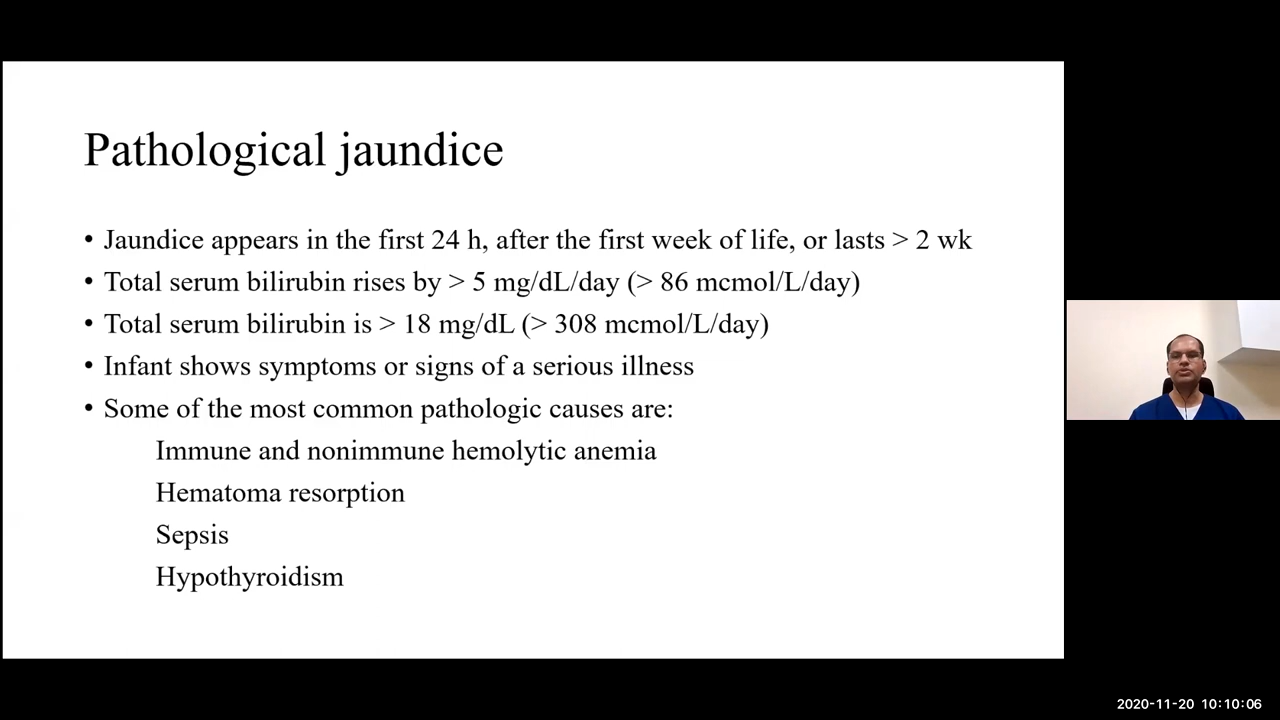 Pathological jaundice
• Jaundice appears in the first 24 h, after the first week of life, or lasts > 2 wk
• Total serum bilirubin rises by > 5 mg/dL/day (> 86 mcmol/L/day)
• Total serum bilirubin is > 18 mg/dL (> 308 mcmol/L/day)
• Infant shows symptoms or signs of a serious illness
• Some of the most common pathologic causes are:
Immune and nonimmune hemolytic anemia
Hematoma resorption
Sepsis
Hypothyroidism
2020-11-20 10:10:06